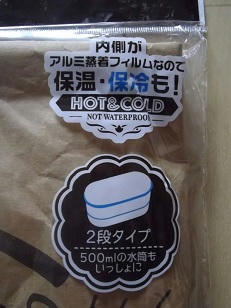 内側が
アルミ蒸着フィルムなので
保温・保冷も!
HOT&COLD
NOT WATERPROOF
2段タイプ
500mlの水筒も
いっしょに